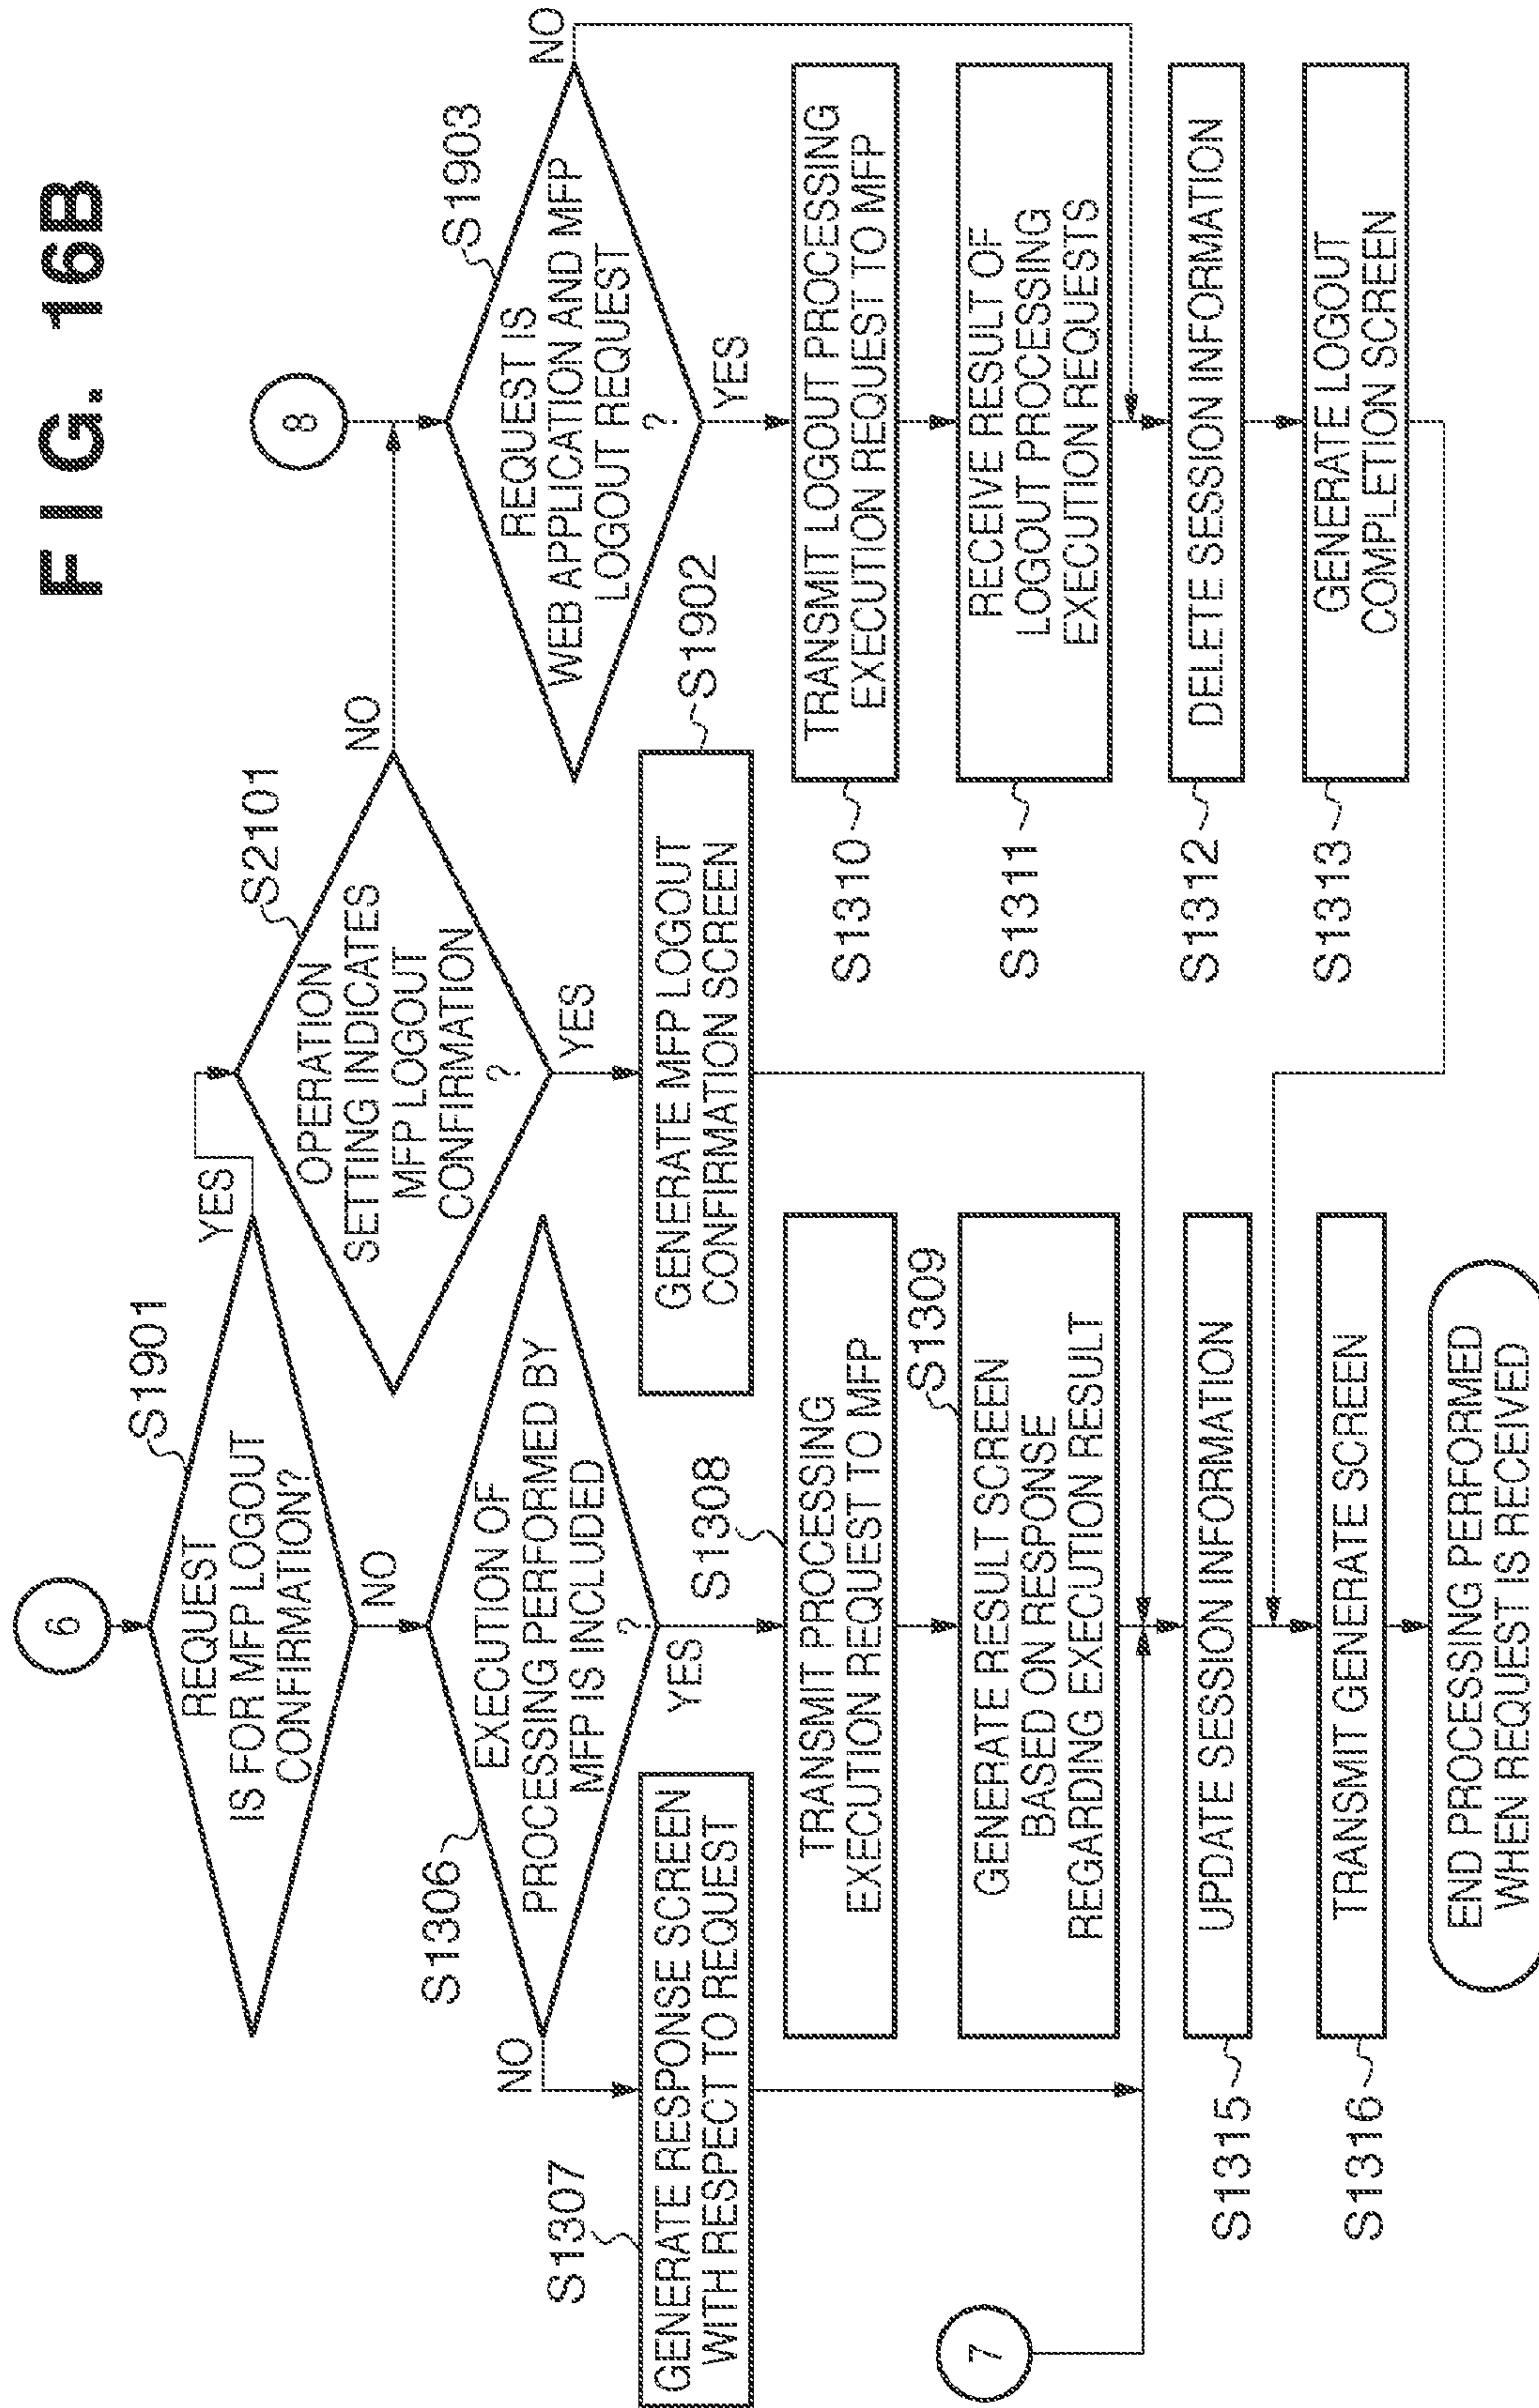 FIG. 16B
6
REQUEST
IS FOR MFP LOGOUT
CONFIRMATION?
S1901
YES
NO
EXECUTION OF
PROCESSING PERFORMED BY
MFP IS INCLUDED
?
S1306
NO
YES
GENERATE RESPONSE SCREEN
WITH RESPECT TO REQUEST
S1307
TRANSMIT PROCESSING
EXECUTION REQUEST TO MFP
S1308
GENERATE RESULT SCREEN
BASED ON RESPONSE
REGARDING EXECUTION RESULT
S1309
7
UPDATE SESSION INFORMATION
S1315
TRANSMIT GENERATE SCREEN
S1316
END PROCESSING PERFORMED
WHEN REQUEST IS RECEIVED
OPERATION
SETTING INDICATES
MFP LOGOUT
CONFIRMATION
?
S2101
NO
YES
GENERATE MFP LOGOUT
CONFIRMATION SCREEN
S1902
8
REQUEST IS
WEB APPLICATION AND MFP
LOGOUT REQUEST
?
S1903
NO
YES
TRANSMIT LOGOUT PROCESSING
EXECUTION REQUEST TO MFP
S1310
RECEIVE RESULT OF
LOGOUT PROCESSING
EXECUTION REQUESTS
S1311
DELETE SESSION INFORMATION
S1312
GENERATE LOGOUT
COMPLETION SCREEN
S1313